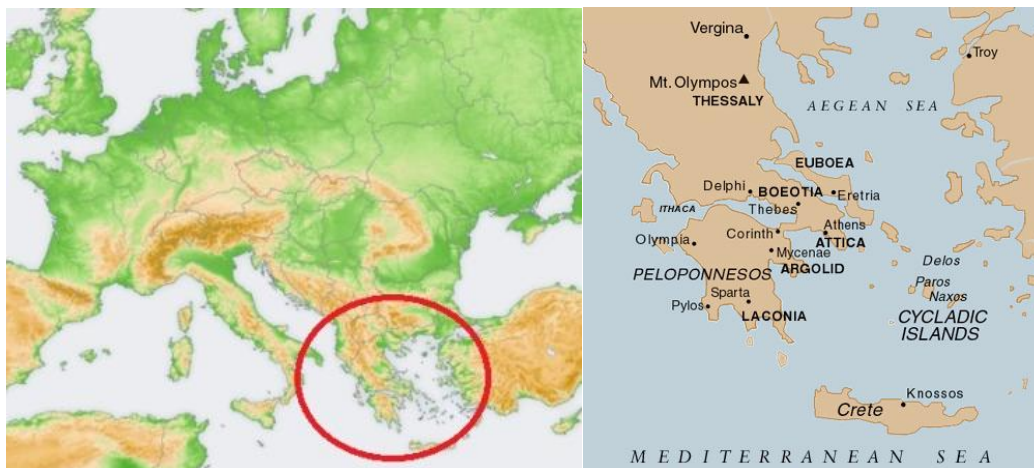 Vergina
Troy
Mt. Olympos
THESSALY
AEGEAN SEA
EUBOEA
Delphi
BOEOTIA
Eretria
ITHACA
Thebes
Athens
Corinth
Olympia
ATTICA
Mycenae
Delos
ARGOLID
PELOPONNESOS
Paros
Sparta
Naxos
Pylos
LACONIA
CYCLADIC
ISLANDS
Knossos
Crete
MEDITERRANEAN SEA